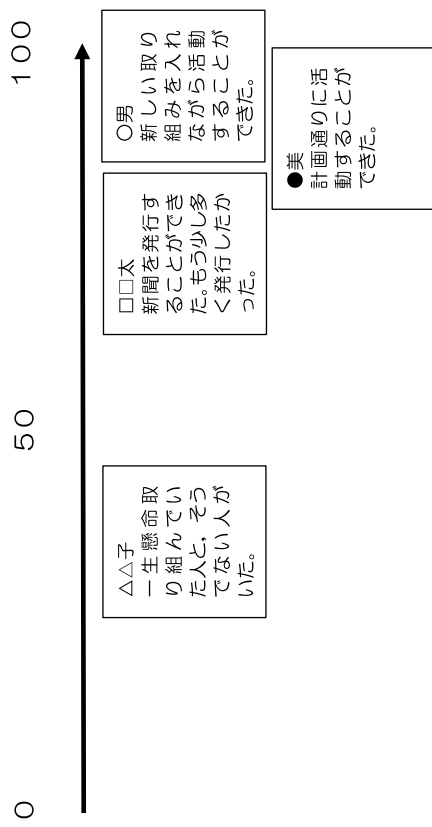 0
50
100
△△子
一生懸命取
り組んでい
た人と，そう
でない人が
いた。
□□太
新聞を発行す
ることができ
た。もう少し多
く発行したか
った。
○男
新しい取り
組みを入れ
ながら活動
することが
できた。
●美
計画通りに活
動することが
できた。